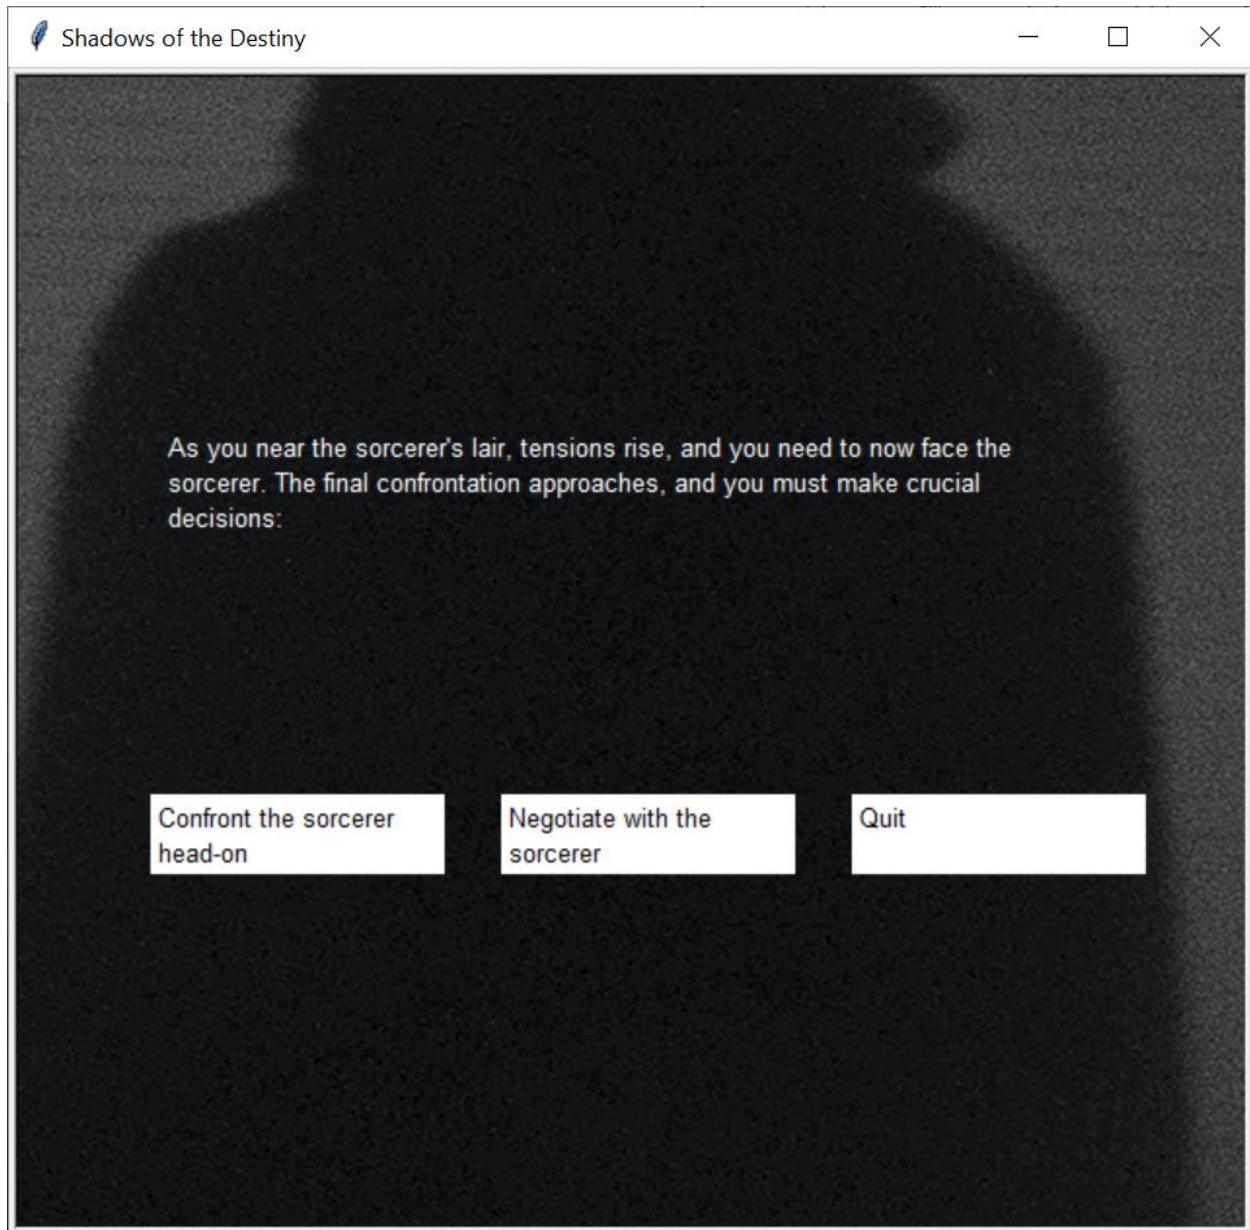 Shadows of the Destiny
As you near the sorcerer's lair, tensions rise, and you need to now face the
sorcerer. The final confrontation approaches, and you must make crucial
decisions:
Confront the sorcerer
head-on
Negotiate with the
sorcerer
Quit